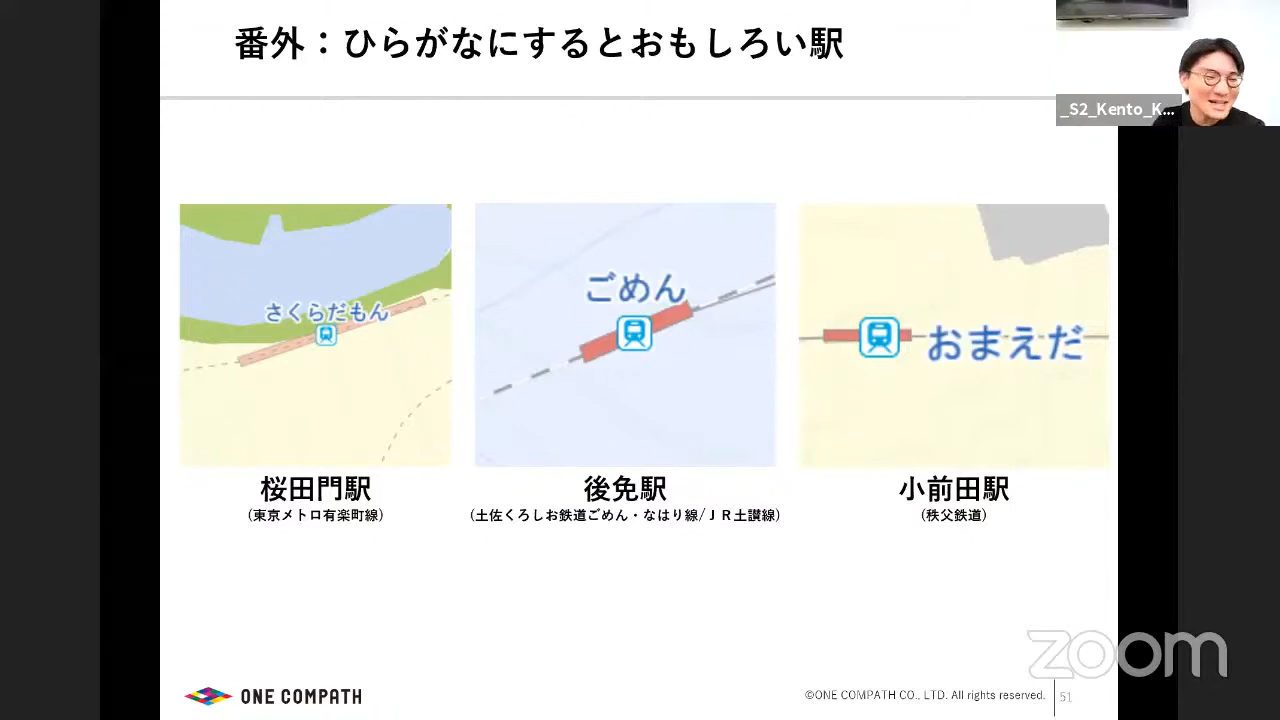 番外：ひらがなにするとおもしろい駅
_S2_Kento_K...
さくらだもん
ごめん
おまえだ
桜田門駅
(東京メトロ有楽町線)
後免駅
(土佐くろしお鉄道ごめん・なはり線/ＪＲ土讃線)
小前田駅
(秩父鉄道)
zoom
ONE COMPATH
©ONE COMPATH CO., LTD. All rights reserved.
51